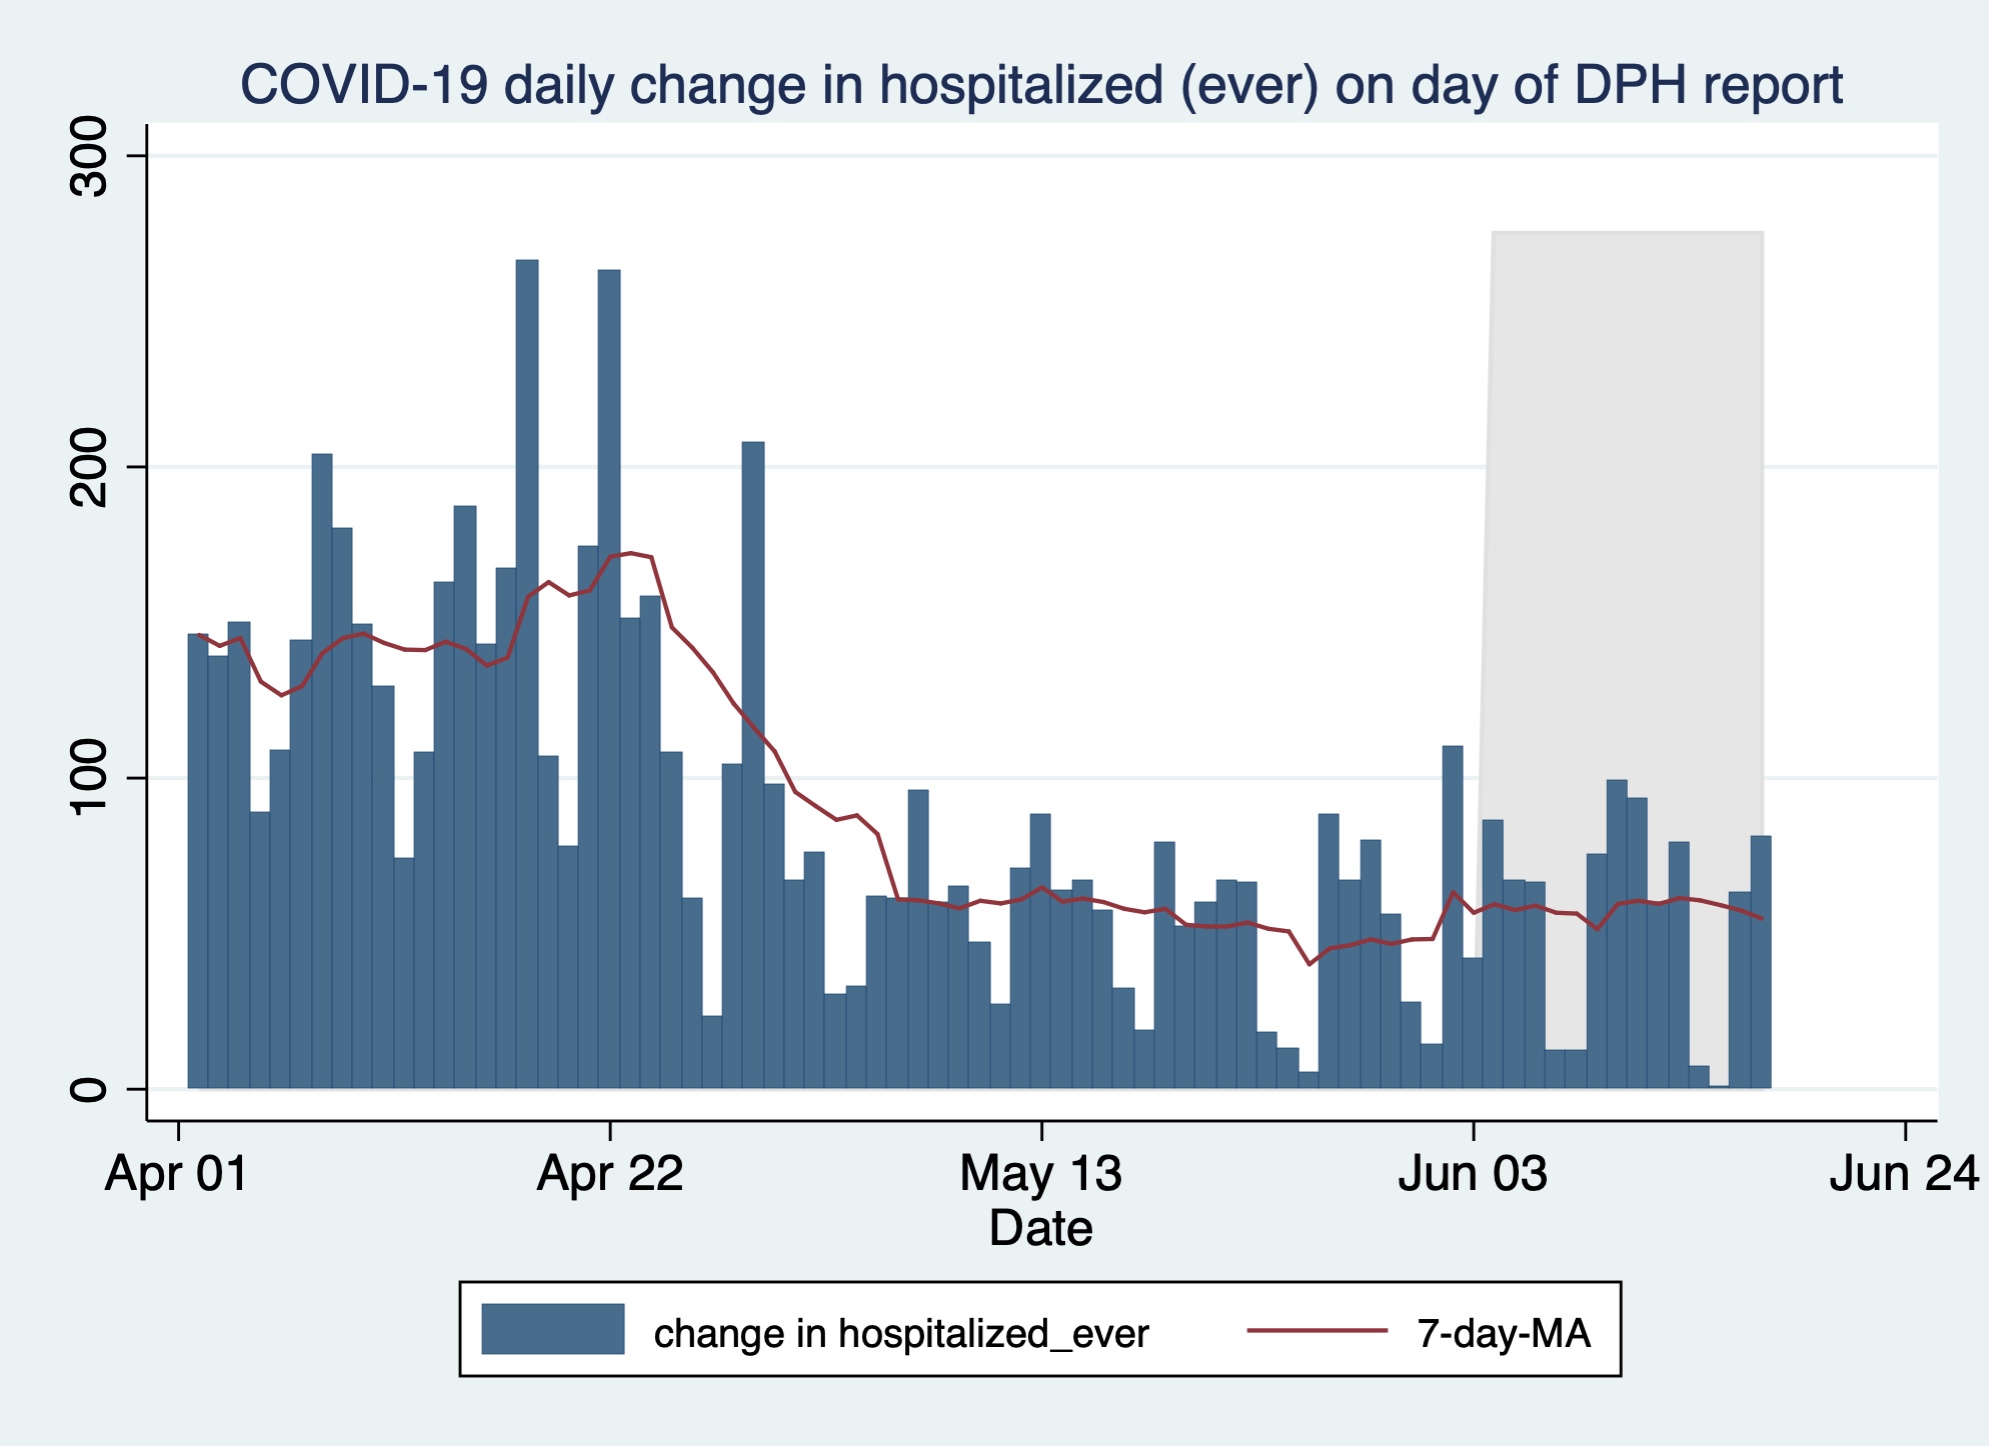 COVID-19 daily change in hospitalized (ever) on day of DPH report
300
200
100
0
Apr 01 Apr 22 May 13 Jun 03 Jun 24
Date
change in hospitalized_ever 7-day-MA